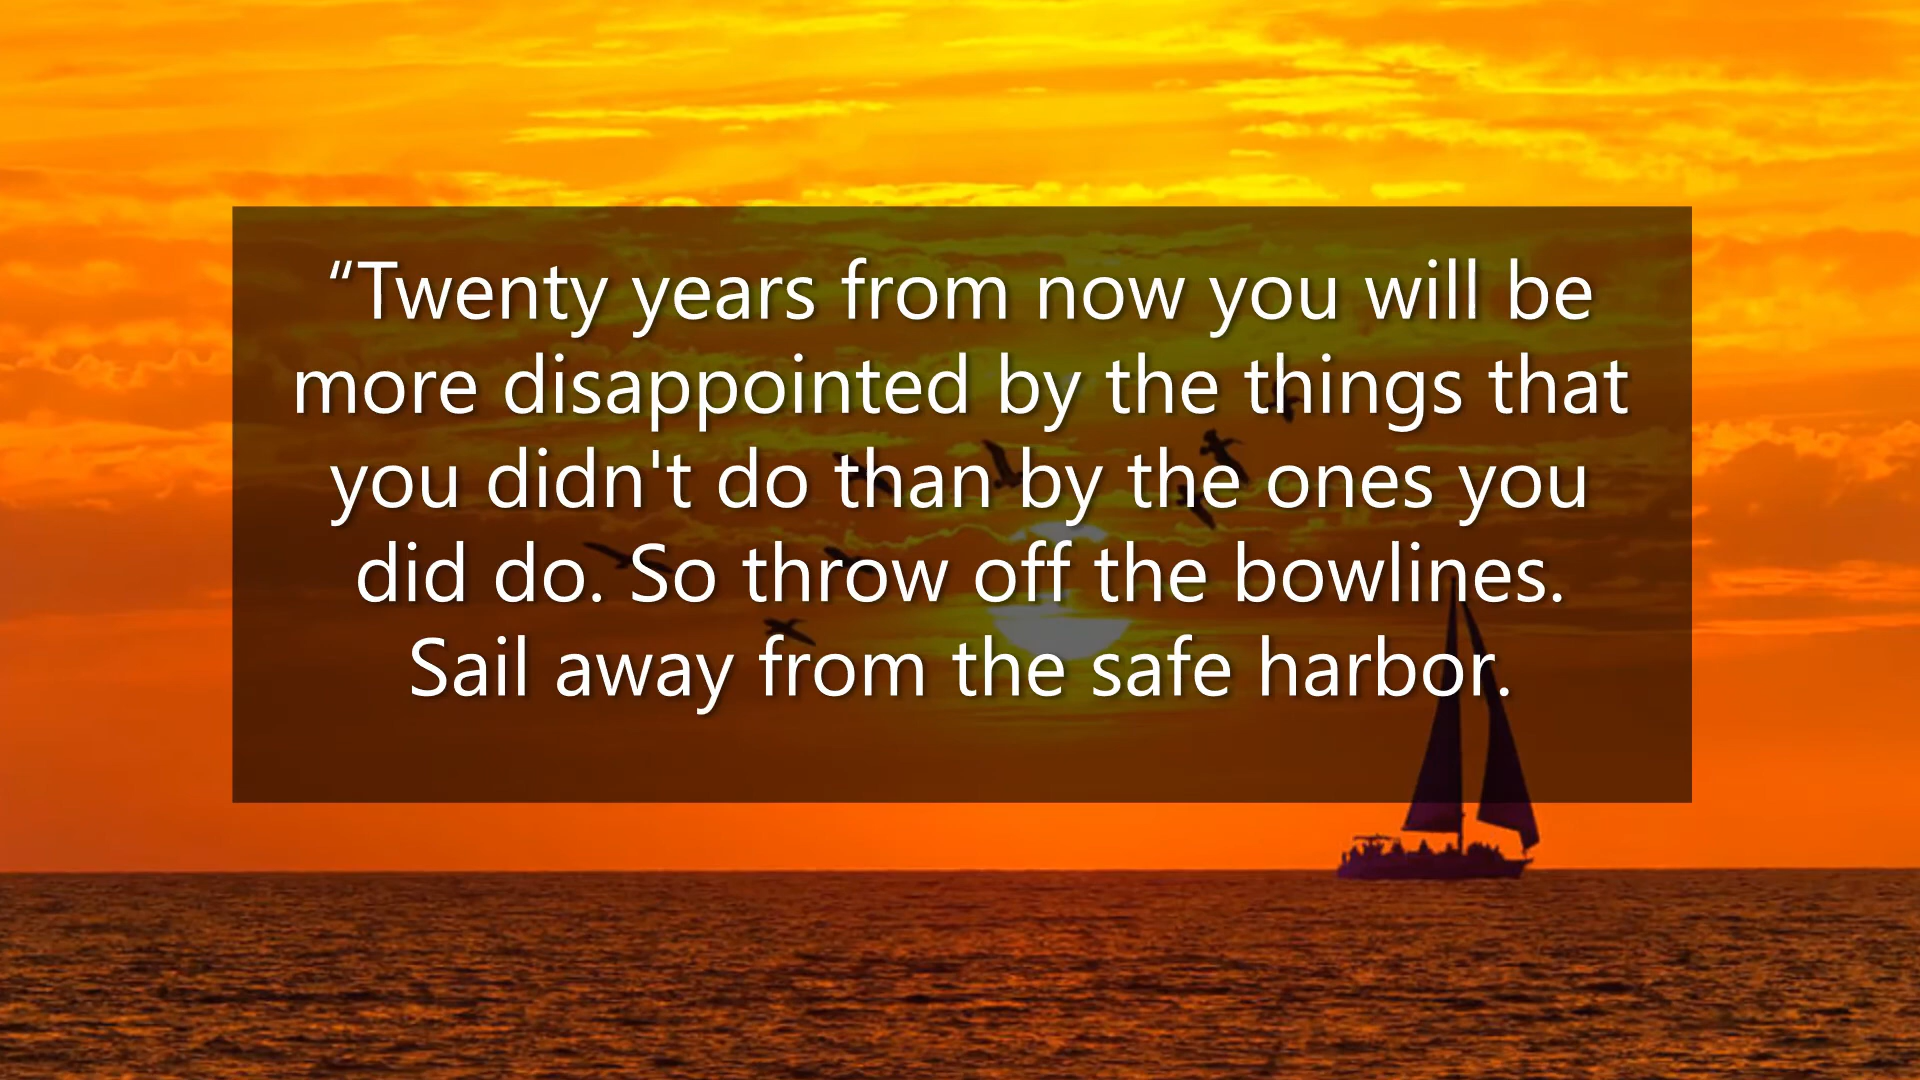 “Twenty years from now you will be
more disappointed by the things that
you didn't do than by the ones you
did do. So throw off the bowlines.
Sail away from the safe harbor.